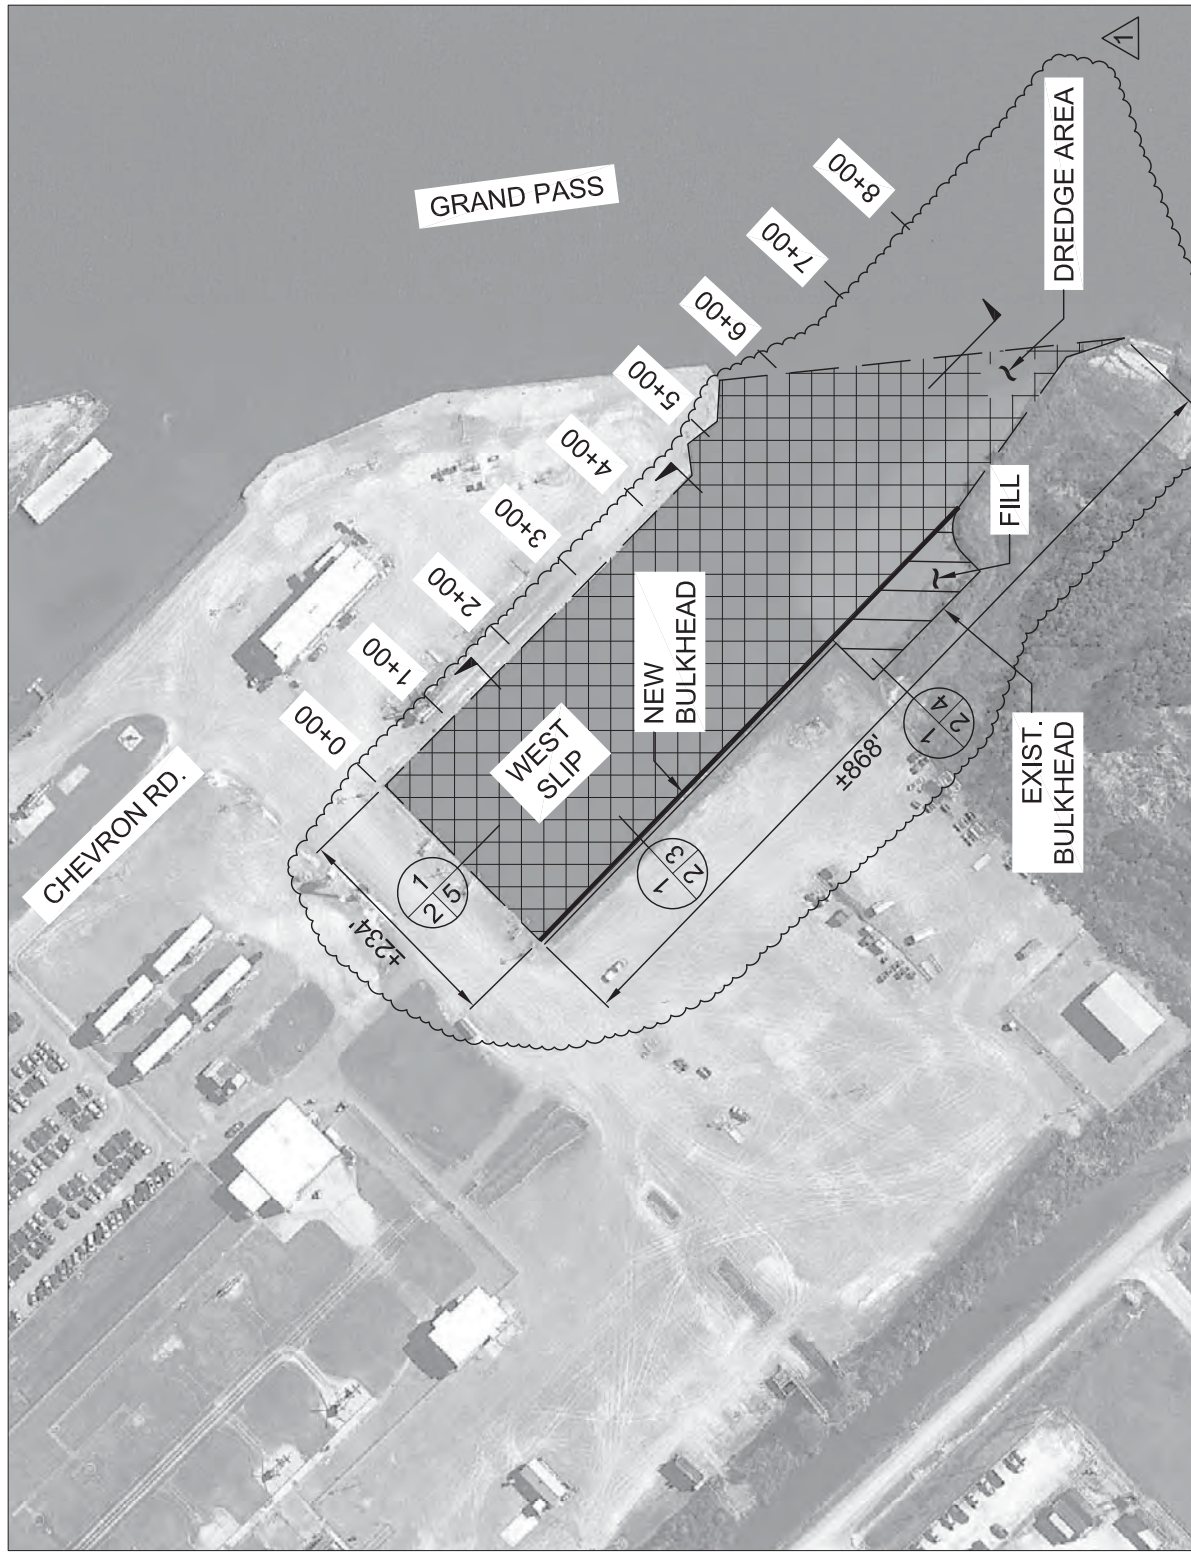 GRAND PASS
CHEVRON RD.
0+00
1+00
2+00
3+00
4+00
5+00
6+00
7+00
8+00
1
DREDGE AREA
WEST
SLIP
NEW
BULKHEAD
FILL
EXIST.
BULKHEAD
±234'
±868'
1
2 5
1
2 3
1
2 4